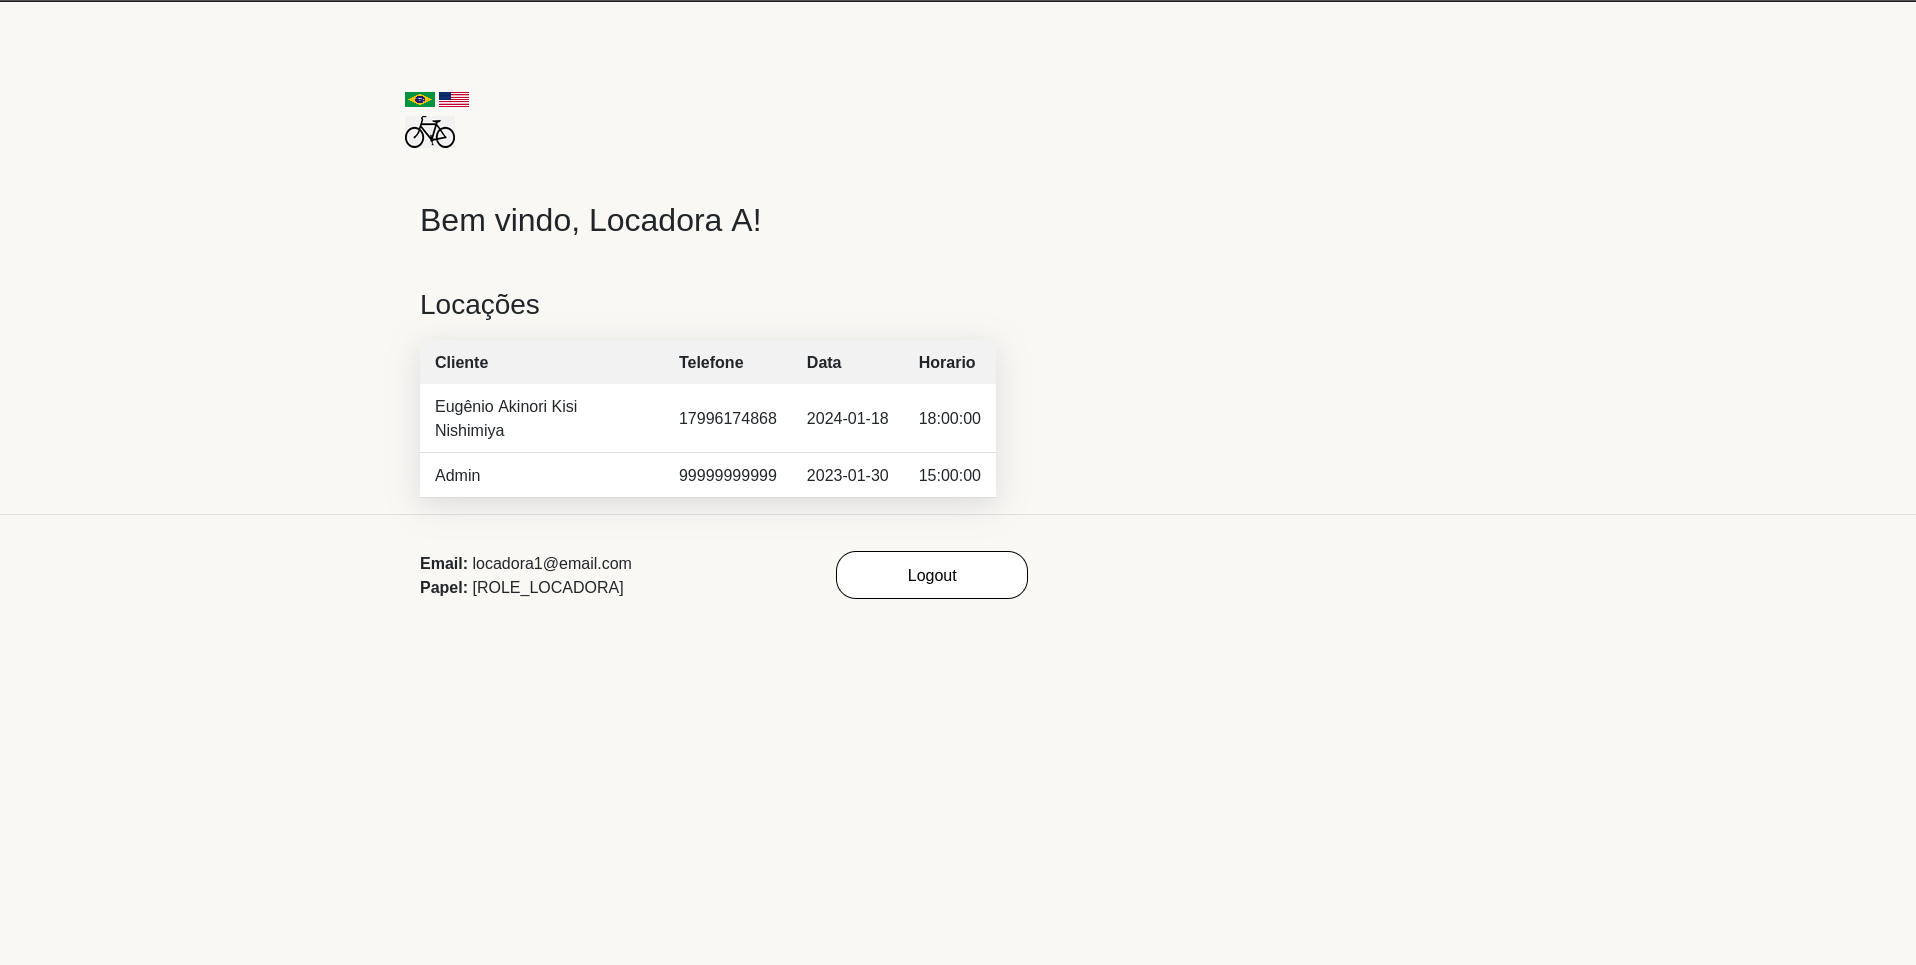 Bem vindo, Locadora A!
Locações
Cliente Telefone Data Horario
Eugênio Akinori Kisi
Nishimiya
17996174868 2024-01-18 18:00:00
Admin 99999999999 2023-01-30 15:00:00
Email: locadora1@email.com
Papel: [ROLE_LOCADORA]
Logout